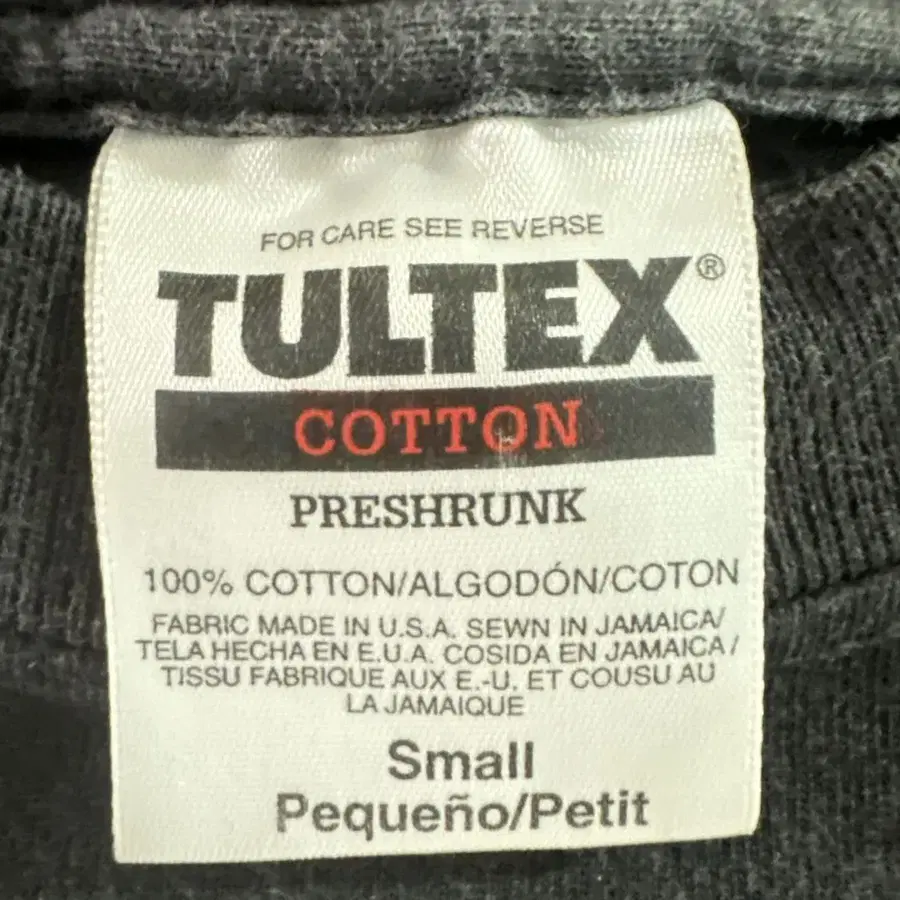 FOR CARE SEE REVERSE
TULTEX®
COTTON
PRESHRUNK
100% COTTON/ALGODÓN/COTON
FABRIC MADE IN U.S.A. SEWN IN JAMAICA/
TELA HECHA EN E.U.A. COSIDA EN JAMAICA/
TISSU FABRIQUE AUX E.-U. ET COUSU AU
LA JAMAIQUE
Small
Pequeño/Petit